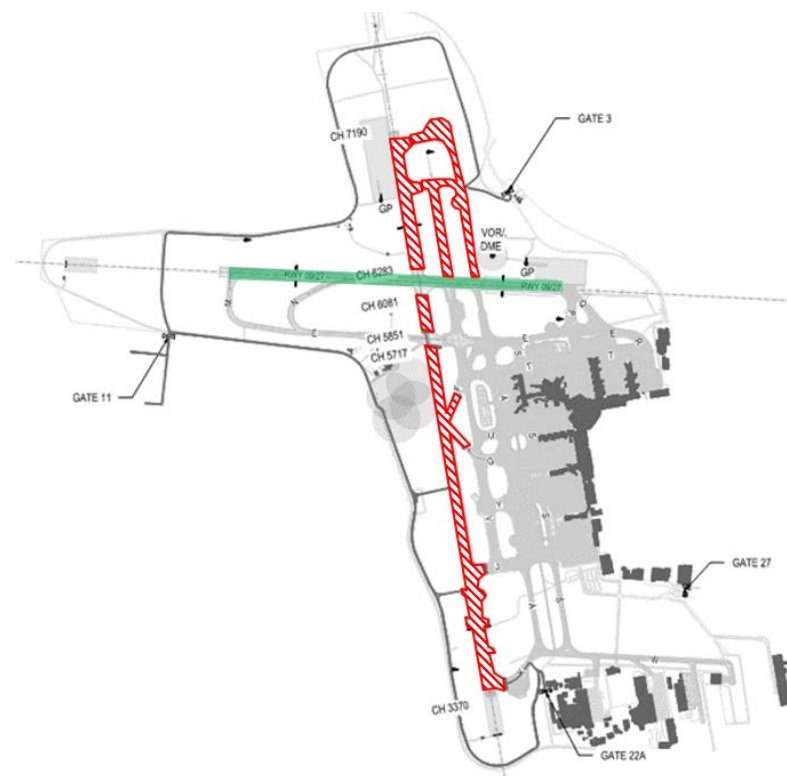 GATE 3
CH 7190
GP
VOR/
DME
GP
CH 6283
RWY 09/27
RWY 09/27
CH 6081
CH 5851
CH 5717
GATE 11
GATE 27
CH 3370
GATE 22A